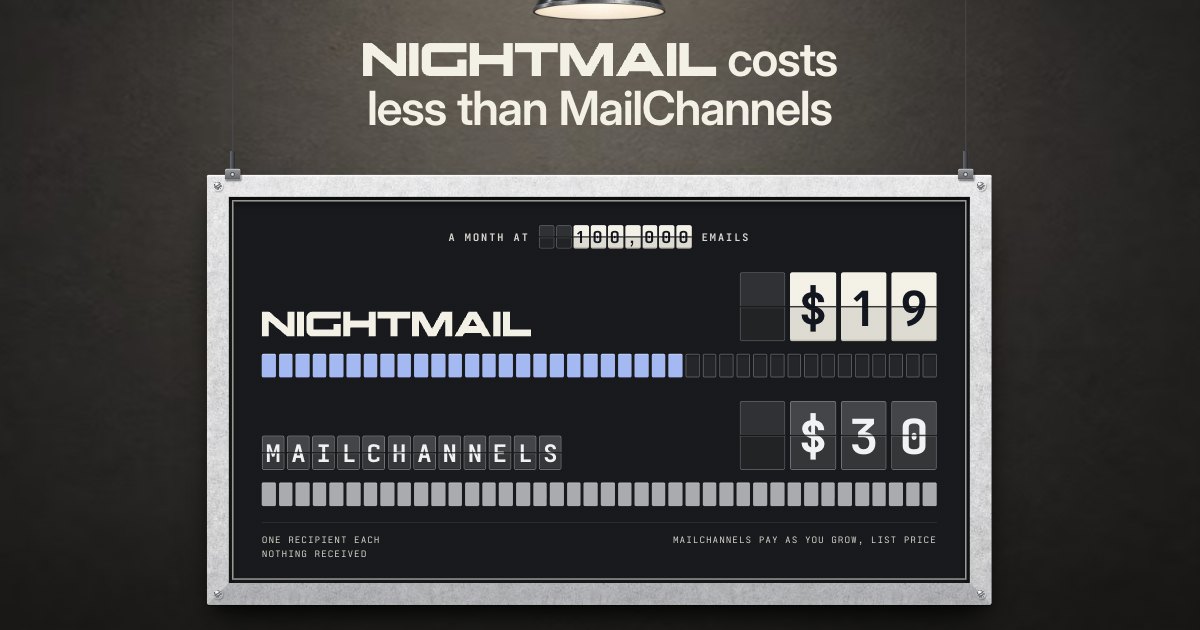 NIGHTMAIL costs
less than MailChannels
A MONTH AT 100,000 EMAILS
$19
NIGHTMAIL
$30
MAILCHANNELS
ONE RECIPIENT EACH
NOTHING RECEIVED
MAILCHANNELS PAY AS YOU GROW, LIST PRICE